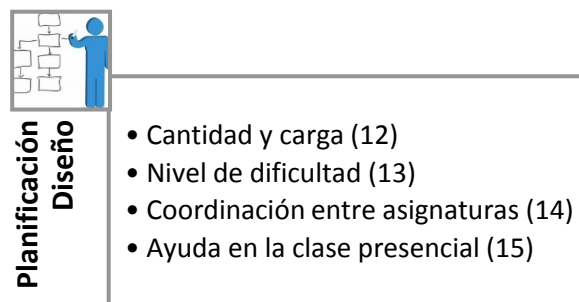 Planificación
Diseño
• Cantidad y carga (12)
• Nivel de dificultad (13)
• Coordinación entre asignaturas (14)
• Ayuda en la clase presencial (15)